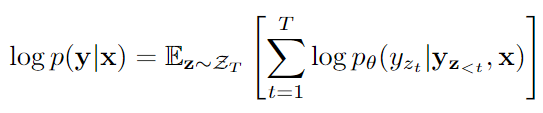 log p(y|x) = 𝔼_{z∼𝒵_T} [ ∑_{t=1}^{T} log p_θ(y_{z_t}|y_{z_{<t}}, x) ]